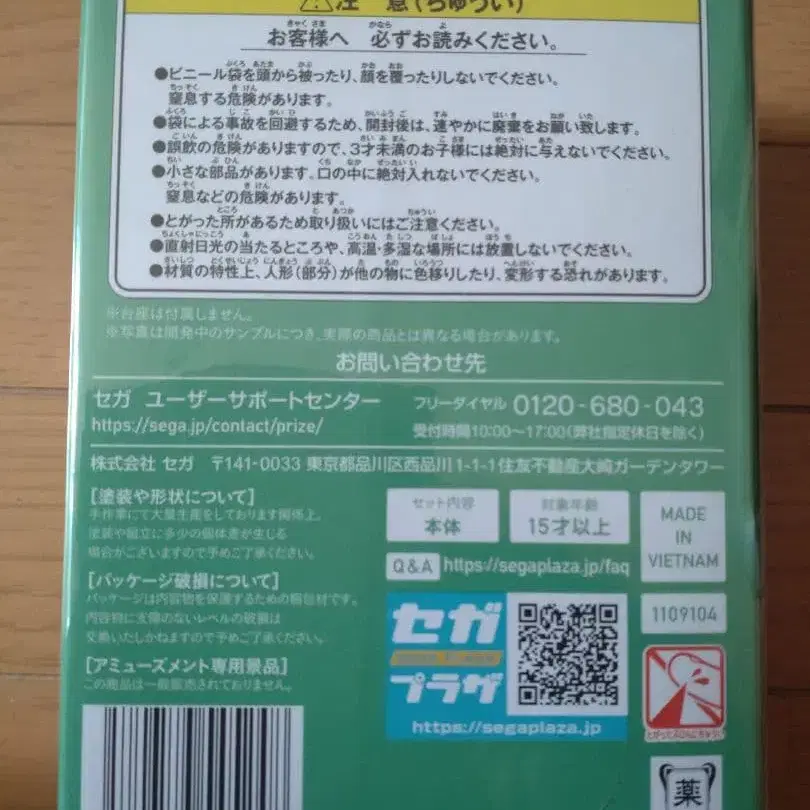 ⚠注 意(ちゅうい)
お客様へ 必ずお読みください。
●ビニール袋を頭から被ったり、顔を覆ったりしないでください。
窒息する危険があります。
●袋による事故を回避するため、開封後は、速やかに廃棄をお願い致します。
●誤飲の危険がありますので、3才未満のお子様には絶対に与えないでください。
●小さな部品があります。口の中に絶対入れないでください。
窒息などの危険があります。
●とがった所があるため取り扱いにはご注意ください。
●直射日光の当たるところや、高温・多湿な場所には放置しないでください。
●材質の特性上、人形(部分)が他の物に色移りしたり、変形する恐れがあります。
※台座は付属しません。
※写真は開発中のサンプルにつき、実際の商品とは異なる場合があります。
お問い合わせ先
セガ ユーザーサポートセンター
https://sega.jp/contact/prize/
フリーダイヤル 0120-680-043
受付時間10:00〜17:00(弊社指定休日を除く)
株式会社 セガ 〒141-0033 東京都品川区西品川1-1-1住友不動産大崎ガーデンタワー
[塗装や形状について]
手作業にて大量生産をしております関係上、
塗装や組立に多少の個体差が生じる
場合がございますので予めご了承ください。
[パッケージ破損について]
パッケージは内容物を保護するための梱包材です。
内容物に支障のないレベルの破損は
交換いたしかねますので予めご了承ください。
[アミューズメント専用景品]
この商品は一般販売されておりません。
セット内容
本体
対象年齢
15才以上
MADE
IN
VIETNAM
Q&A https://segaplaza.jp/faq
1109104
セガ
プラザ
https://segaplaza.jp
とがったスロにちゅうい
薬